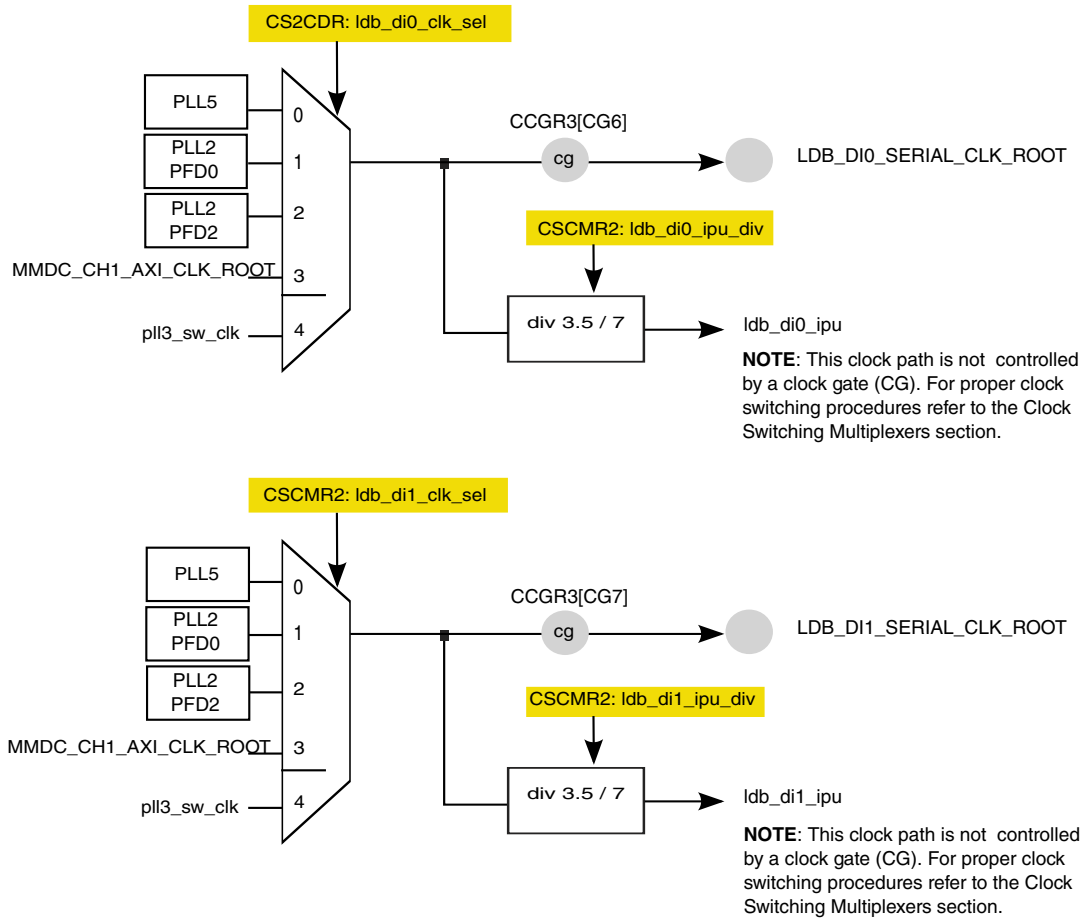 CS2CDR: ldb_di0_clk_sel
PLL5
0
CCGR3[CG6]
PLL2
PFD0
1
cg
LDB_DI0_SERIAL_CLK_ROOT
PLL2
PFD2
2
CSCMR2: ldb_di0_ipu_div
MMDC_CH1_AXI_CLK_ROOT
3
pll3_sw_clk
4
div 3.5 / 7
ldb_di0_ipu
NOTE: This clock path is not controlled
by a clock gate (CG). For proper clock
switching procedures refer to the Clock
Switching Multiplexers section.
CSCMR2: ldb_di1_clk_sel
PLL5
0
CCGR3[CG7]
PLL2
PFD0
1
cg
LDB_DI1_SERIAL_CLK_ROOT
PLL2
PFD2
2
CSCMR2: ldb_di1_ipu_div
MMDC_CH1_AXI_CLK_ROOT
3
pll3_sw_clk
4
div 3.5 / 7
ldb_di1_ipu
NOTE: This clock path is not controlled
by a clock gate (CG). For proper clock
switching procedures refer to the Clock
Switching Multiplexers section.